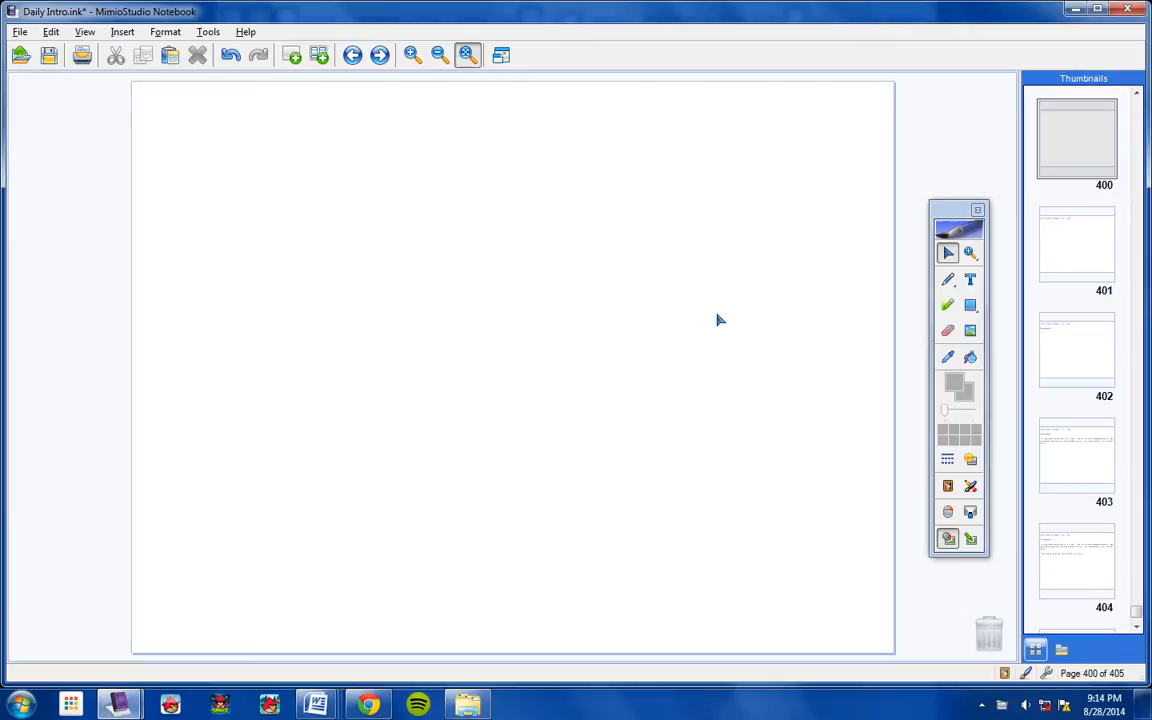 Daily Intro.ink* - MimioStudio Notebook
File Edit View Insert Format Tools Help
Thumbnails
400
401
402
403
404
Page 400 of 405
9:14 PM
8/28/2014